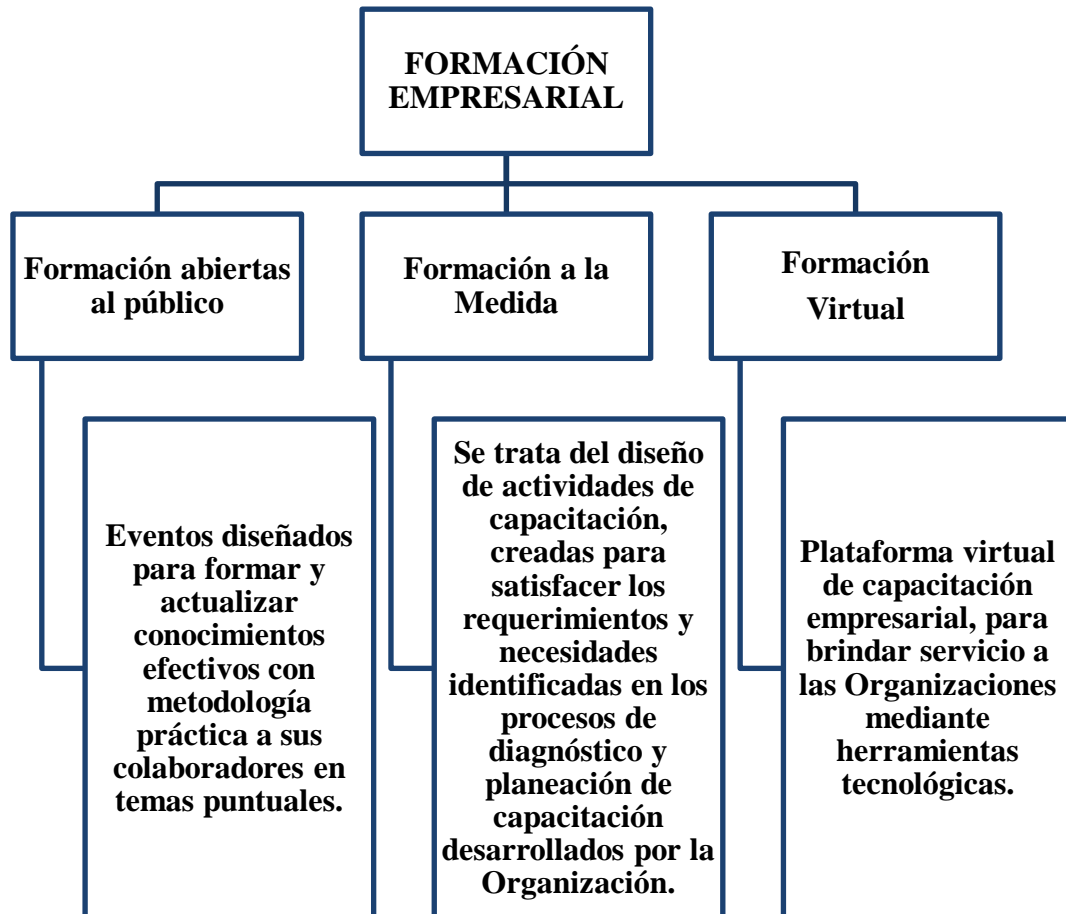 FORMACIÓN
EMPRESARIAL
Formación abiertas
al público
Formación a la
Medida
Formación
Virtual
Eventos diseñados
para formar y
actualizar
conocimientos
efectivos con
metodología
práctica a sus
colaboradores en
temas puntuales.
Se trata del diseño
de actividades de
capacitación,
creadas para
satisfacer los
requerimientos y
necesidades
identificadas en los
procesos de
diagnóstico y
planeación de
capacitación
desarrollados por la
Organización.
Plataforma virtual
de capacitación
empresarial, para
brindar servicio a
las Organizaciones
mediante
herramientas
tecnológicas.